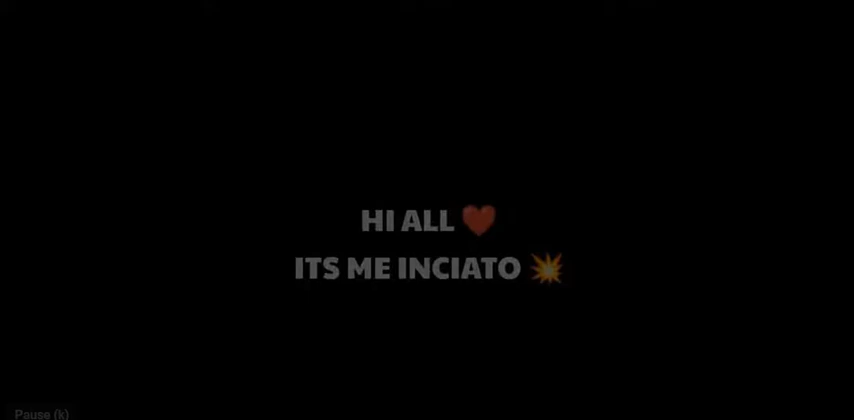 HI ALL ❤️
ITS ME INCIATO 💥
Pause (k)